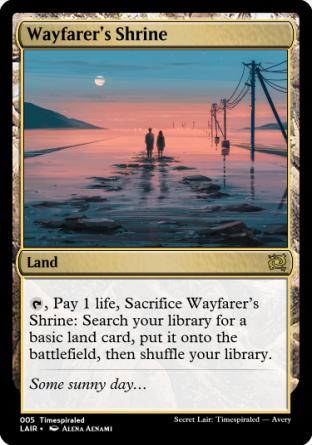 Wayfarer's Shrine
Land
, Pay 1 life, Sacrifice Wayfarer's
Shrine: Search your library for a
basic land card, put it onto the
battlefield, then shuffle your library.
Some sunny day…
005 Timespiraled
Secret Lair: Timespiraled — Avery
LAIR • Alena Aenami